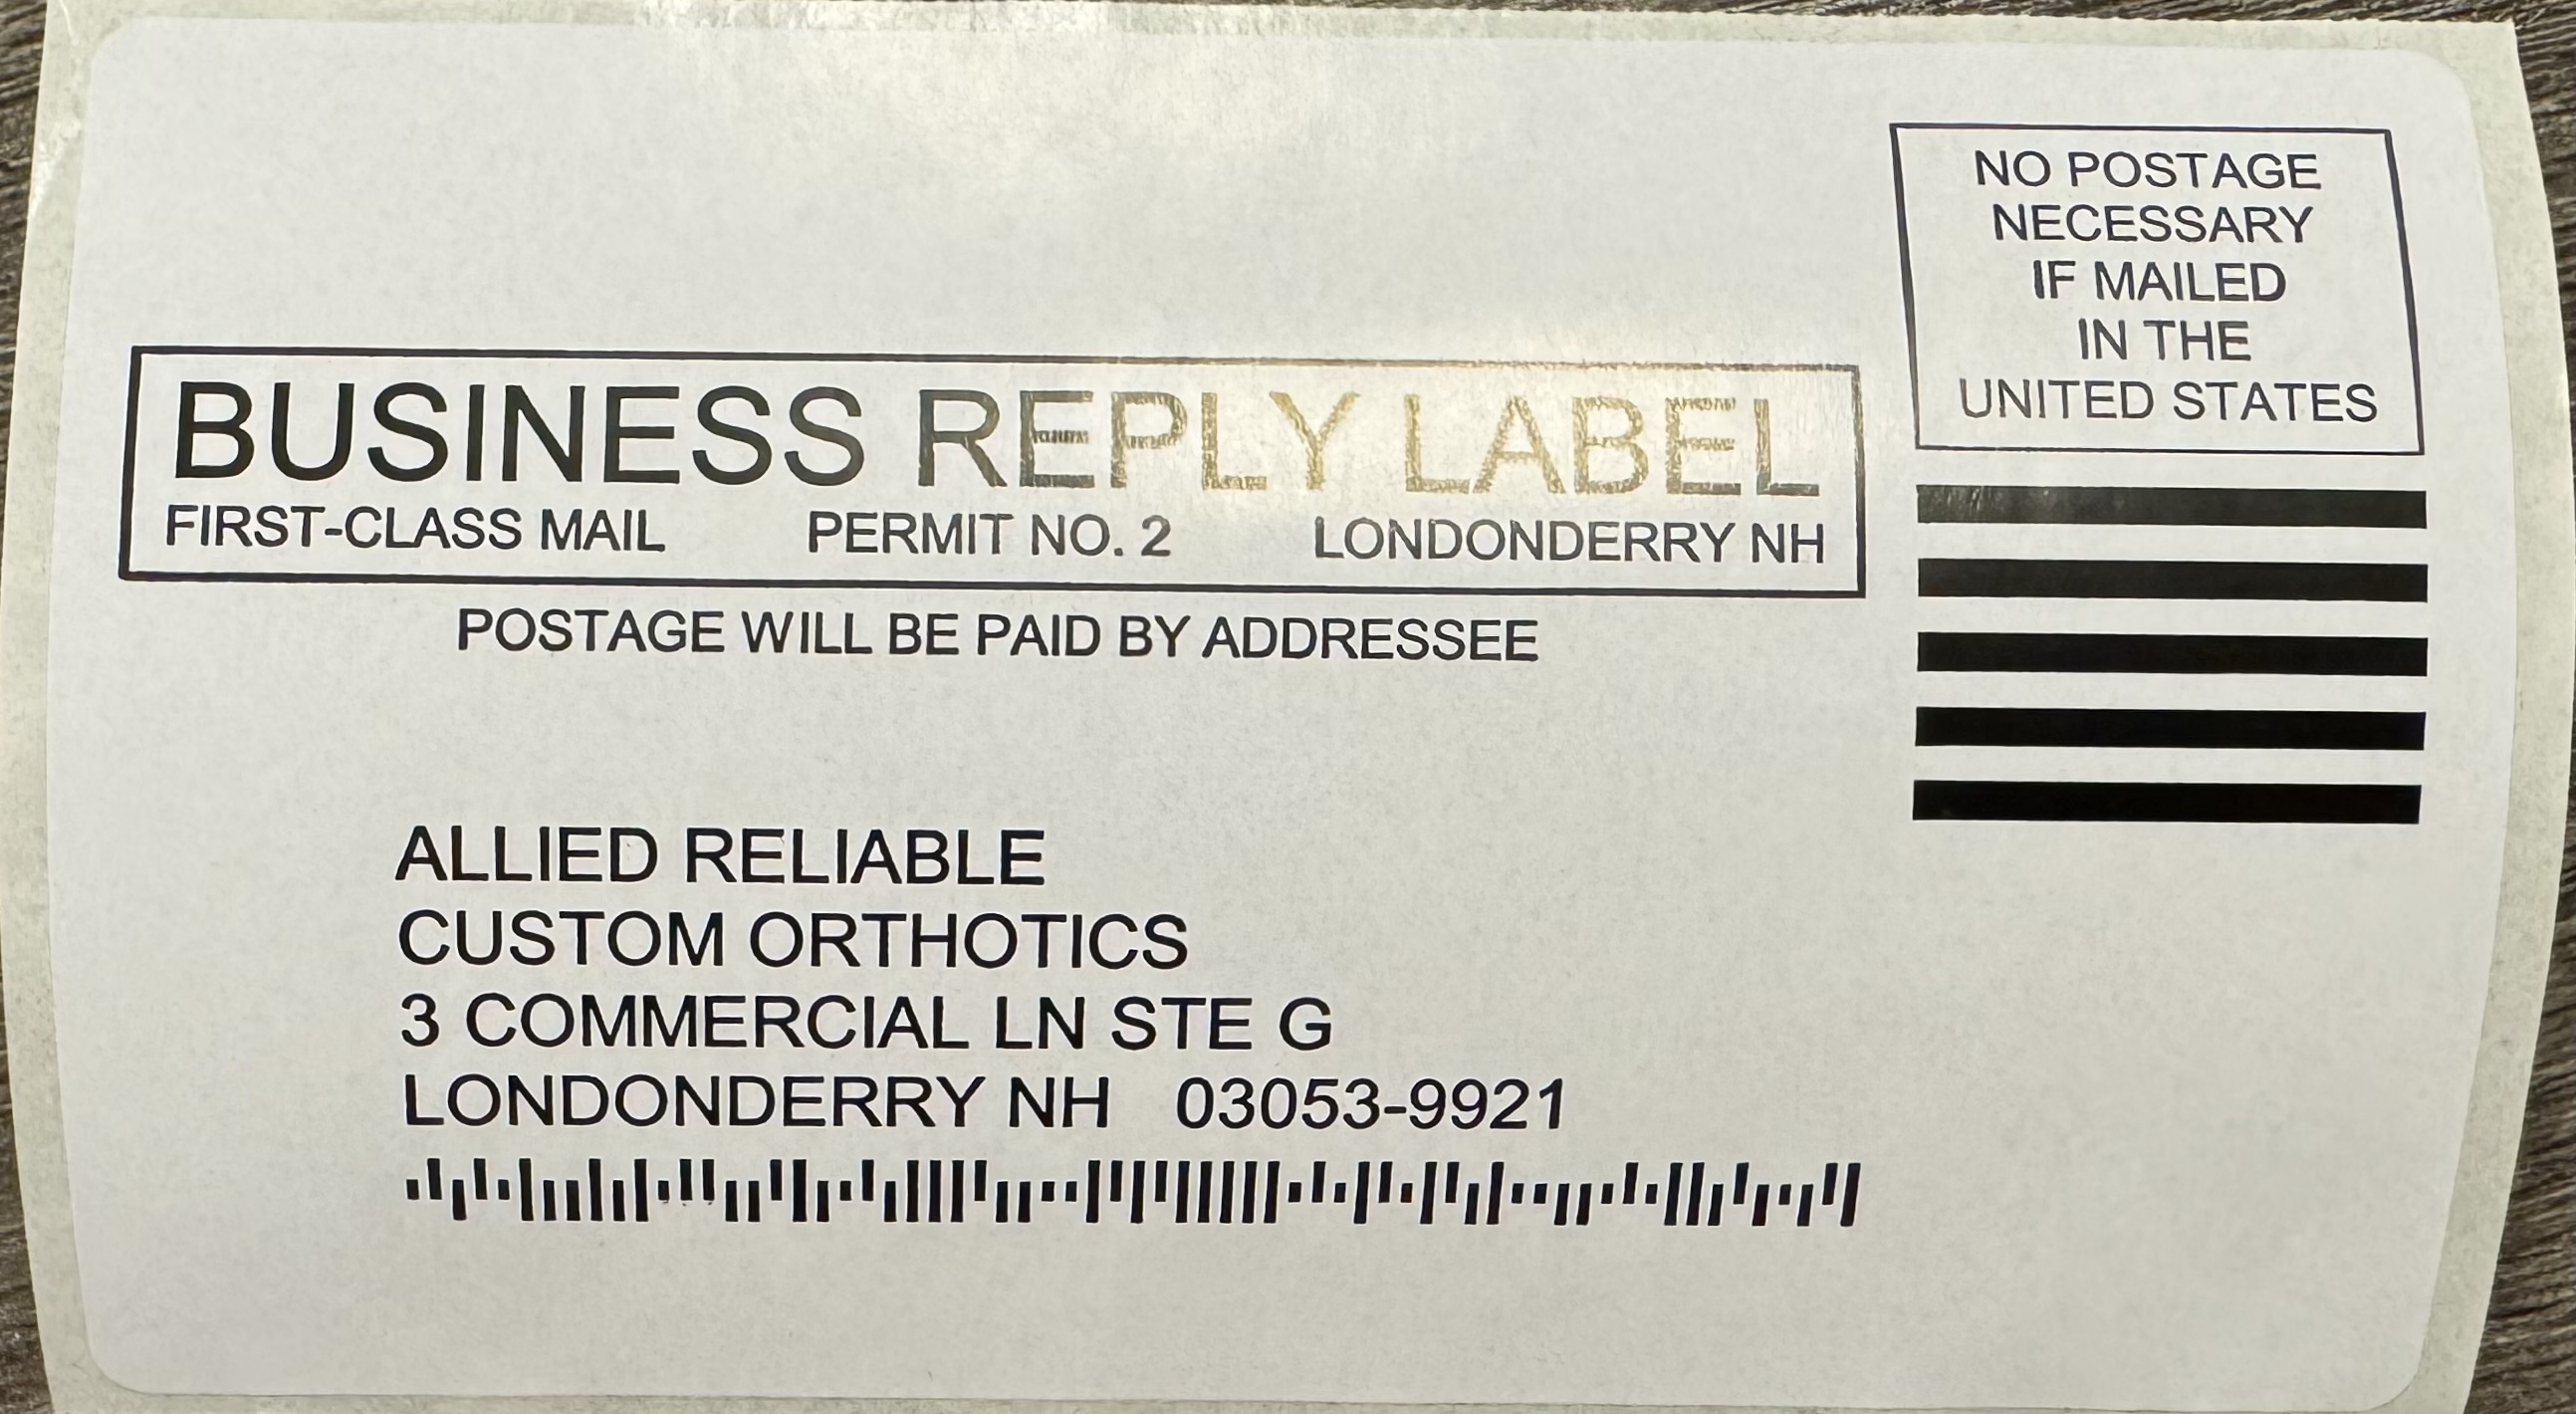 NO POSTAGE
NECESSARY
IF MAILED
IN THE
UNITED STATES
BUSINESS REPLY LABEL
FIRST-CLASS MAIL PERMIT NO. 2 LONDONDERRY NH
POSTAGE WILL BE PAID BY ADDRESSEE
ALLIED RELIABLE
CUSTOM ORTHOTICS
3 COMMERCIAL LN STE G
LONDONDERRY NH 03053-9921